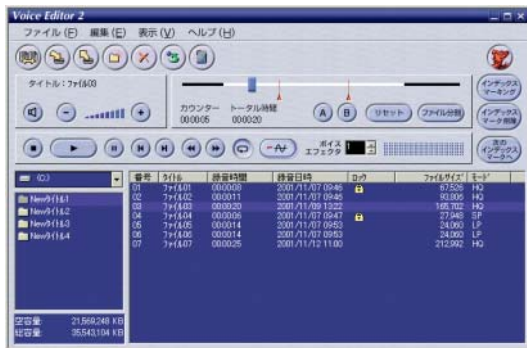 Voice Editor 2
ファイル(F) 編集(E) 表示(V) ヘルプ(H)
タイトル:ファイル03
カウンター トータル時間
00:00:05 00:00:20
A B リセット ファイル分割
インデックス
マーキング
インデックス
マーク削除
ボイス
エフェクタ
次の
インデックス
マークへ
(C:)
Newタイトル1
Newタイトル2
Newタイトル3
Newタイトル4
番号 タイトル 録音時間 録音日時 ロック ファイルサイズ モード
01 ファイル01 00:00:08 2001/11/07 09:46 67,526 HQ
02 ファイル02 00:00:11 2001/11/07 09:46 93,806 HQ
03 ファイル03 00:00:20 2001/11/09 13:22 165,702 HQ
04 ファイル04 00:00:06 2001/11/07 09:47 27,948 SP
05 ファイル05 00:00:14 2001/11/07 09:53 24,060 LP
06 ファイル06 00:00:14 2001/11/07 09:53 24,060 LP
07 ファイル07 00:00:25 2001/11/12 11:00 212,992 HQ
空容量: 21,569,248 KB
総容量: 35,543,104 KB